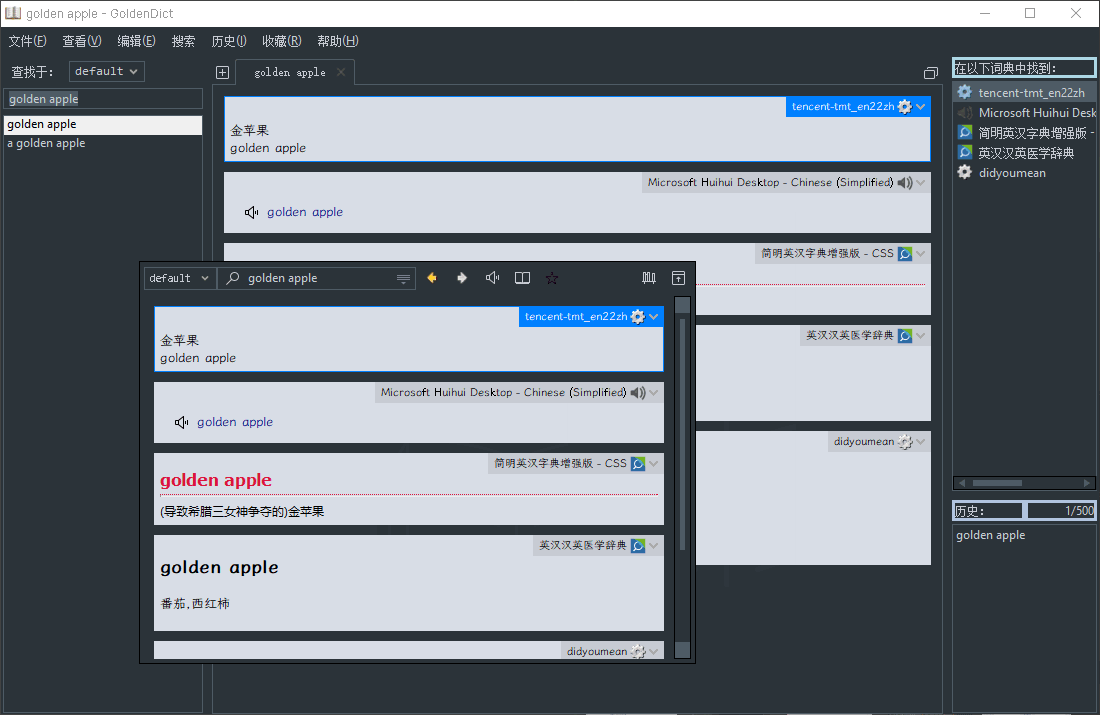 golden apple - GoldenDict
文件(F) 查看(V) 编辑(E) 搜索 历史(I) 收藏(R) 帮助(H)
查找于: default
golden apple
golden apple
a golden apple
golden apple
tencent-tmt_en22zh
金苹果
golden apple
Microsoft Huihui Desktop - Chinese (Simplified)
golden apple
简明英汉字典增强版 - CSS
英汉汉英医学辞典
didyoumean
default golden apple
tencent-tmt_en22zh
金苹果
golden apple
Microsoft Huihui Desktop - Chinese (Simplified)
golden apple
简明英汉字典增强版 - CSS
golden apple
(导致希腊三女神争夺的)金苹果
英汉汉英医学辞典
golden apple
番茄,西红柿
didyoumean
在以下词典中找到:
tencent-tmt_en22zh
Microsoft Huihui Desk
简明英汉字典增强版 -
英汉汉英医学辞典
didyoumean
历史: 1/500
golden apple